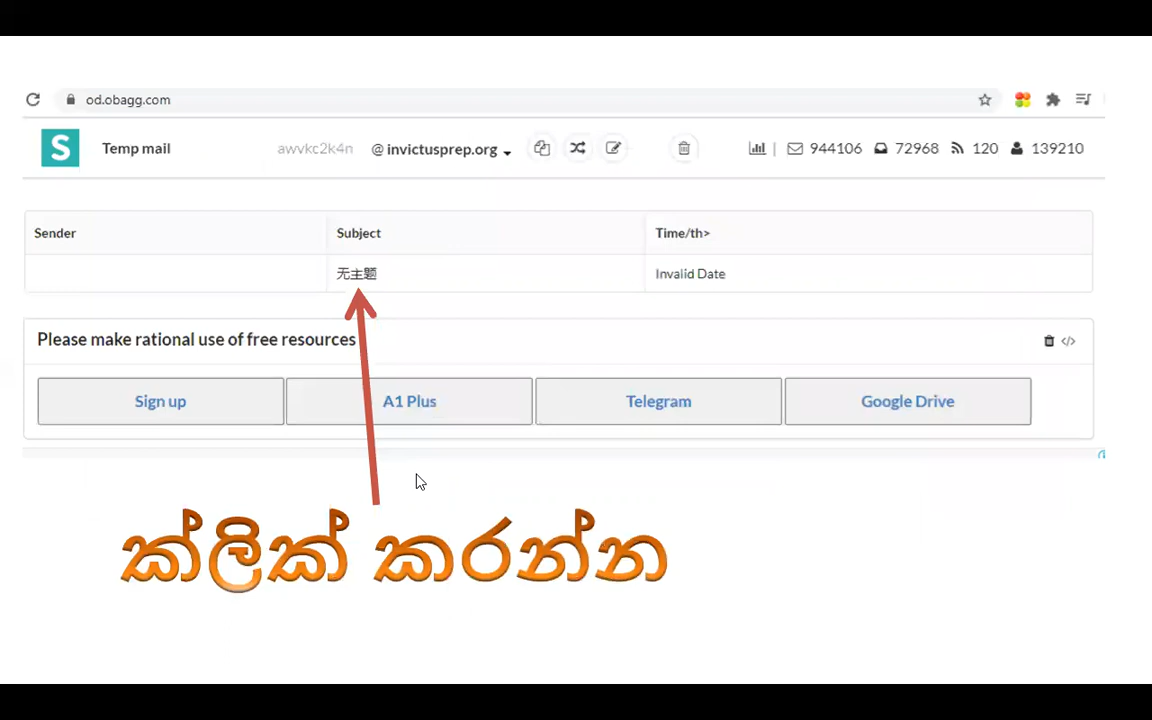 od.obagg.com
S Temp mail awvkc2k4n @ invictusprep.org | 944106 72968 120 139210
Sender Subject Time/th>
无主题 Invalid Date
Please make rational use of free resources </>
Sign up A1 Plus Telegram Google Drive
ක්ලික් කරන්න